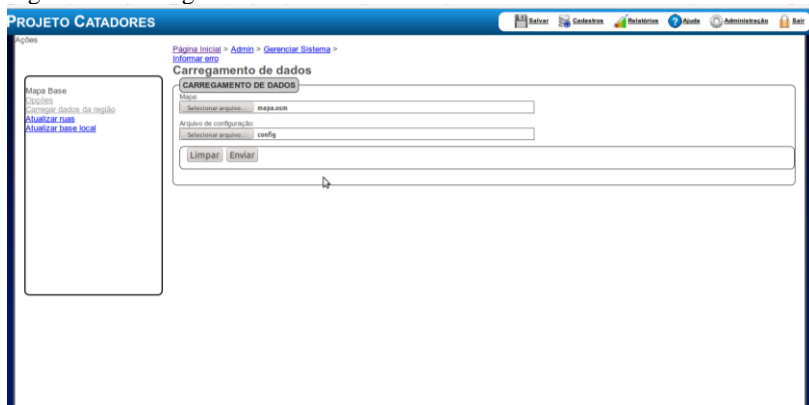 PROJETO CATADORES
Salvar Cadastros Relatórios Ajuda Administração Sair
Ações
Página Inicial > Admin > Gerenciar Sistema >
Informar erro
Carregamento de dados
CARREGAMENTO DE DADOS
Mapa:
Selecionar arquivo... mapa.osm
Arquivo de configuração:
Selecionar arquivo... config
Limpar Enviar
Mapa Base
Opções
Carregar dados da região
Atualizar ruas
Atualizar base local